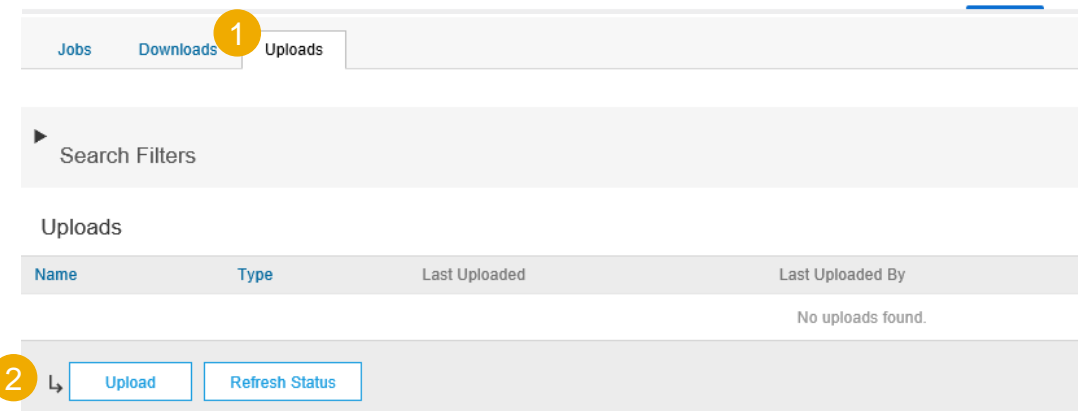 1
Jobs Downloads Uploads
Search Filters
Uploads
Name Type Last Uploaded Last Uploaded By
No uploads found.
2 Upload Refresh Status